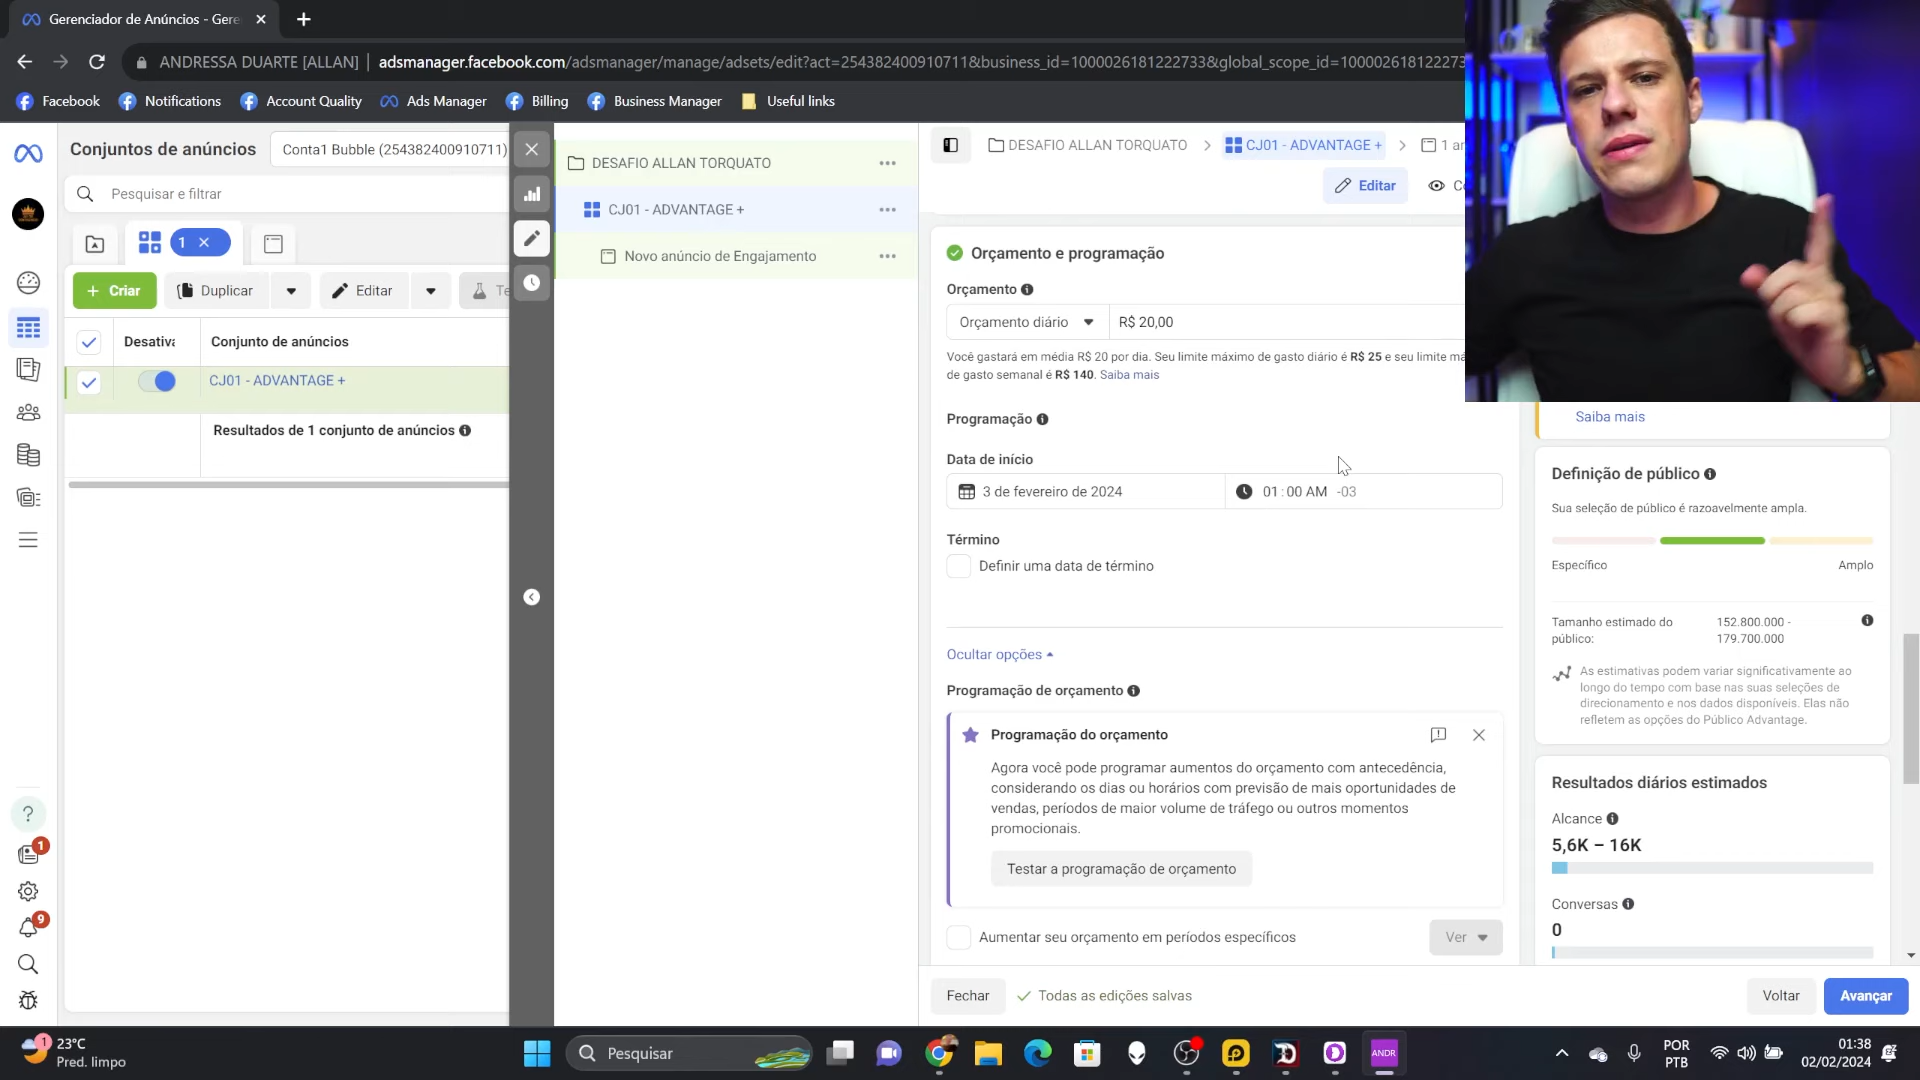 Gerenciador de Anúncios - Gere
ANDRESSA DUARTE [ALLAN]
adsmanager.facebook.com/adsmanager/manage/adsets/edit?act=254382400910711&business_id=1000026181222733&global_scope_id=100002618122273
Facebook
Notifications
Account Quality
Ads Manager
Billing
Business Manager
Useful links
Conjuntos de anúncios
Conta1 Bubble (254382400910711)
Pesquisar e filtrar
1
+ Criar
Duplicar
Editar
Te
Desativa
Conjunto de anúncios
CJ01 - ADVANTAGE +
Resultados de 1 conjunto de anúncios
DESAFIO ALLAN TORQUATO
CJ01 - ADVANTAGE +
Novo anúncio de Engajamento
DESAFIO ALLAN TORQUATO
CJ01 - ADVANTAGE +
1 an
Editar
Orçamento e programação
Orçamento
Orçamento diário
R$ 20,00
Você gastará em média R$ 20 por dia. Seu limite máximo de gasto diário é R$ 25 e seu limite má
de gasto semanal é R$ 140. Saiba mais
Programação
Data de início
3 de fevereiro de 2024
01:00 AM -03
Término
Definir uma data de término
Ocultar opções
Programação de orçamento
Programação do orçamento
Agora você pode programar aumentos do orçamento com antecedência,
considerando os dias ou horários com previsão de mais oportunidades de
vendas, períodos de maior volume de tráfego ou outros momentos
promocionais.
Testar a programação de orçamento
Aumentar seu orçamento em períodos específicos
Ver
Saiba mais
Definição de público
Sua seleção de público é razoavelmente ampla.
Específico
Amplo
Tamanho estimado do
público:
152.800.000 -
179.700.000
As estimativas podem variar significativamente ao
longo do tempo com base nas suas seleções de
direcionamento e nos dados disponíveis. Elas não
refletem as opções do Público Advantage.
Resultados diários estimados
Alcance
5,6K – 16K
Conversas
0
Fechar
Todas as edições salvas
Voltar
Avançar
?
1
9
1
23°C
Pred. limpo
Pesquisar
ANDR
POR
PTB
01:38
02/02/2024